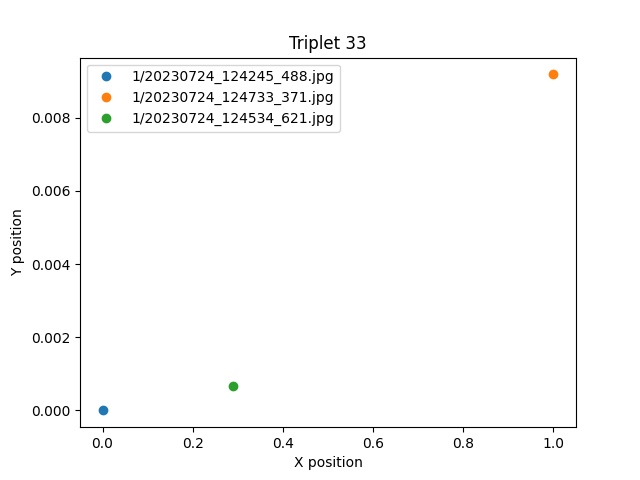 Triplet 33
1/20230724_124245_488.jpg
1/20230724_124733_371.jpg
1/20230724_124534_621.jpg
0.008
0.006
0.004
0.002
0.000
Y position
0.0 0.2 0.4 0.6 0.8 1.0
X position